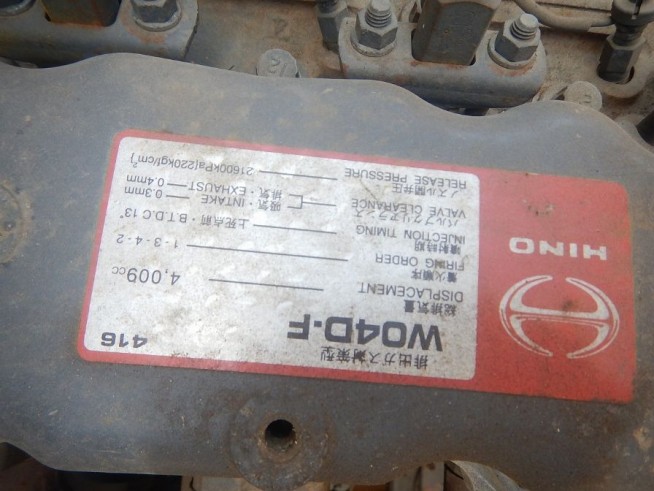 HINO
排出ガス対策型
W04D-F
416
総排気量
DISPLACEMENT 4,009cc
着火順序
FIRING ORDER 1-3-4-2
噴射時期
INJECTION TIMING 上死点前・B.T.D.C 13°
バルブクリアランス
VALVE CLEARANCE 吸気・INTAKE 0.3mm
排気・EXHAUST 0.4mm
ノズル開弁圧
RELEASE PRESSURE 21600kPa{220kgf/cm²}